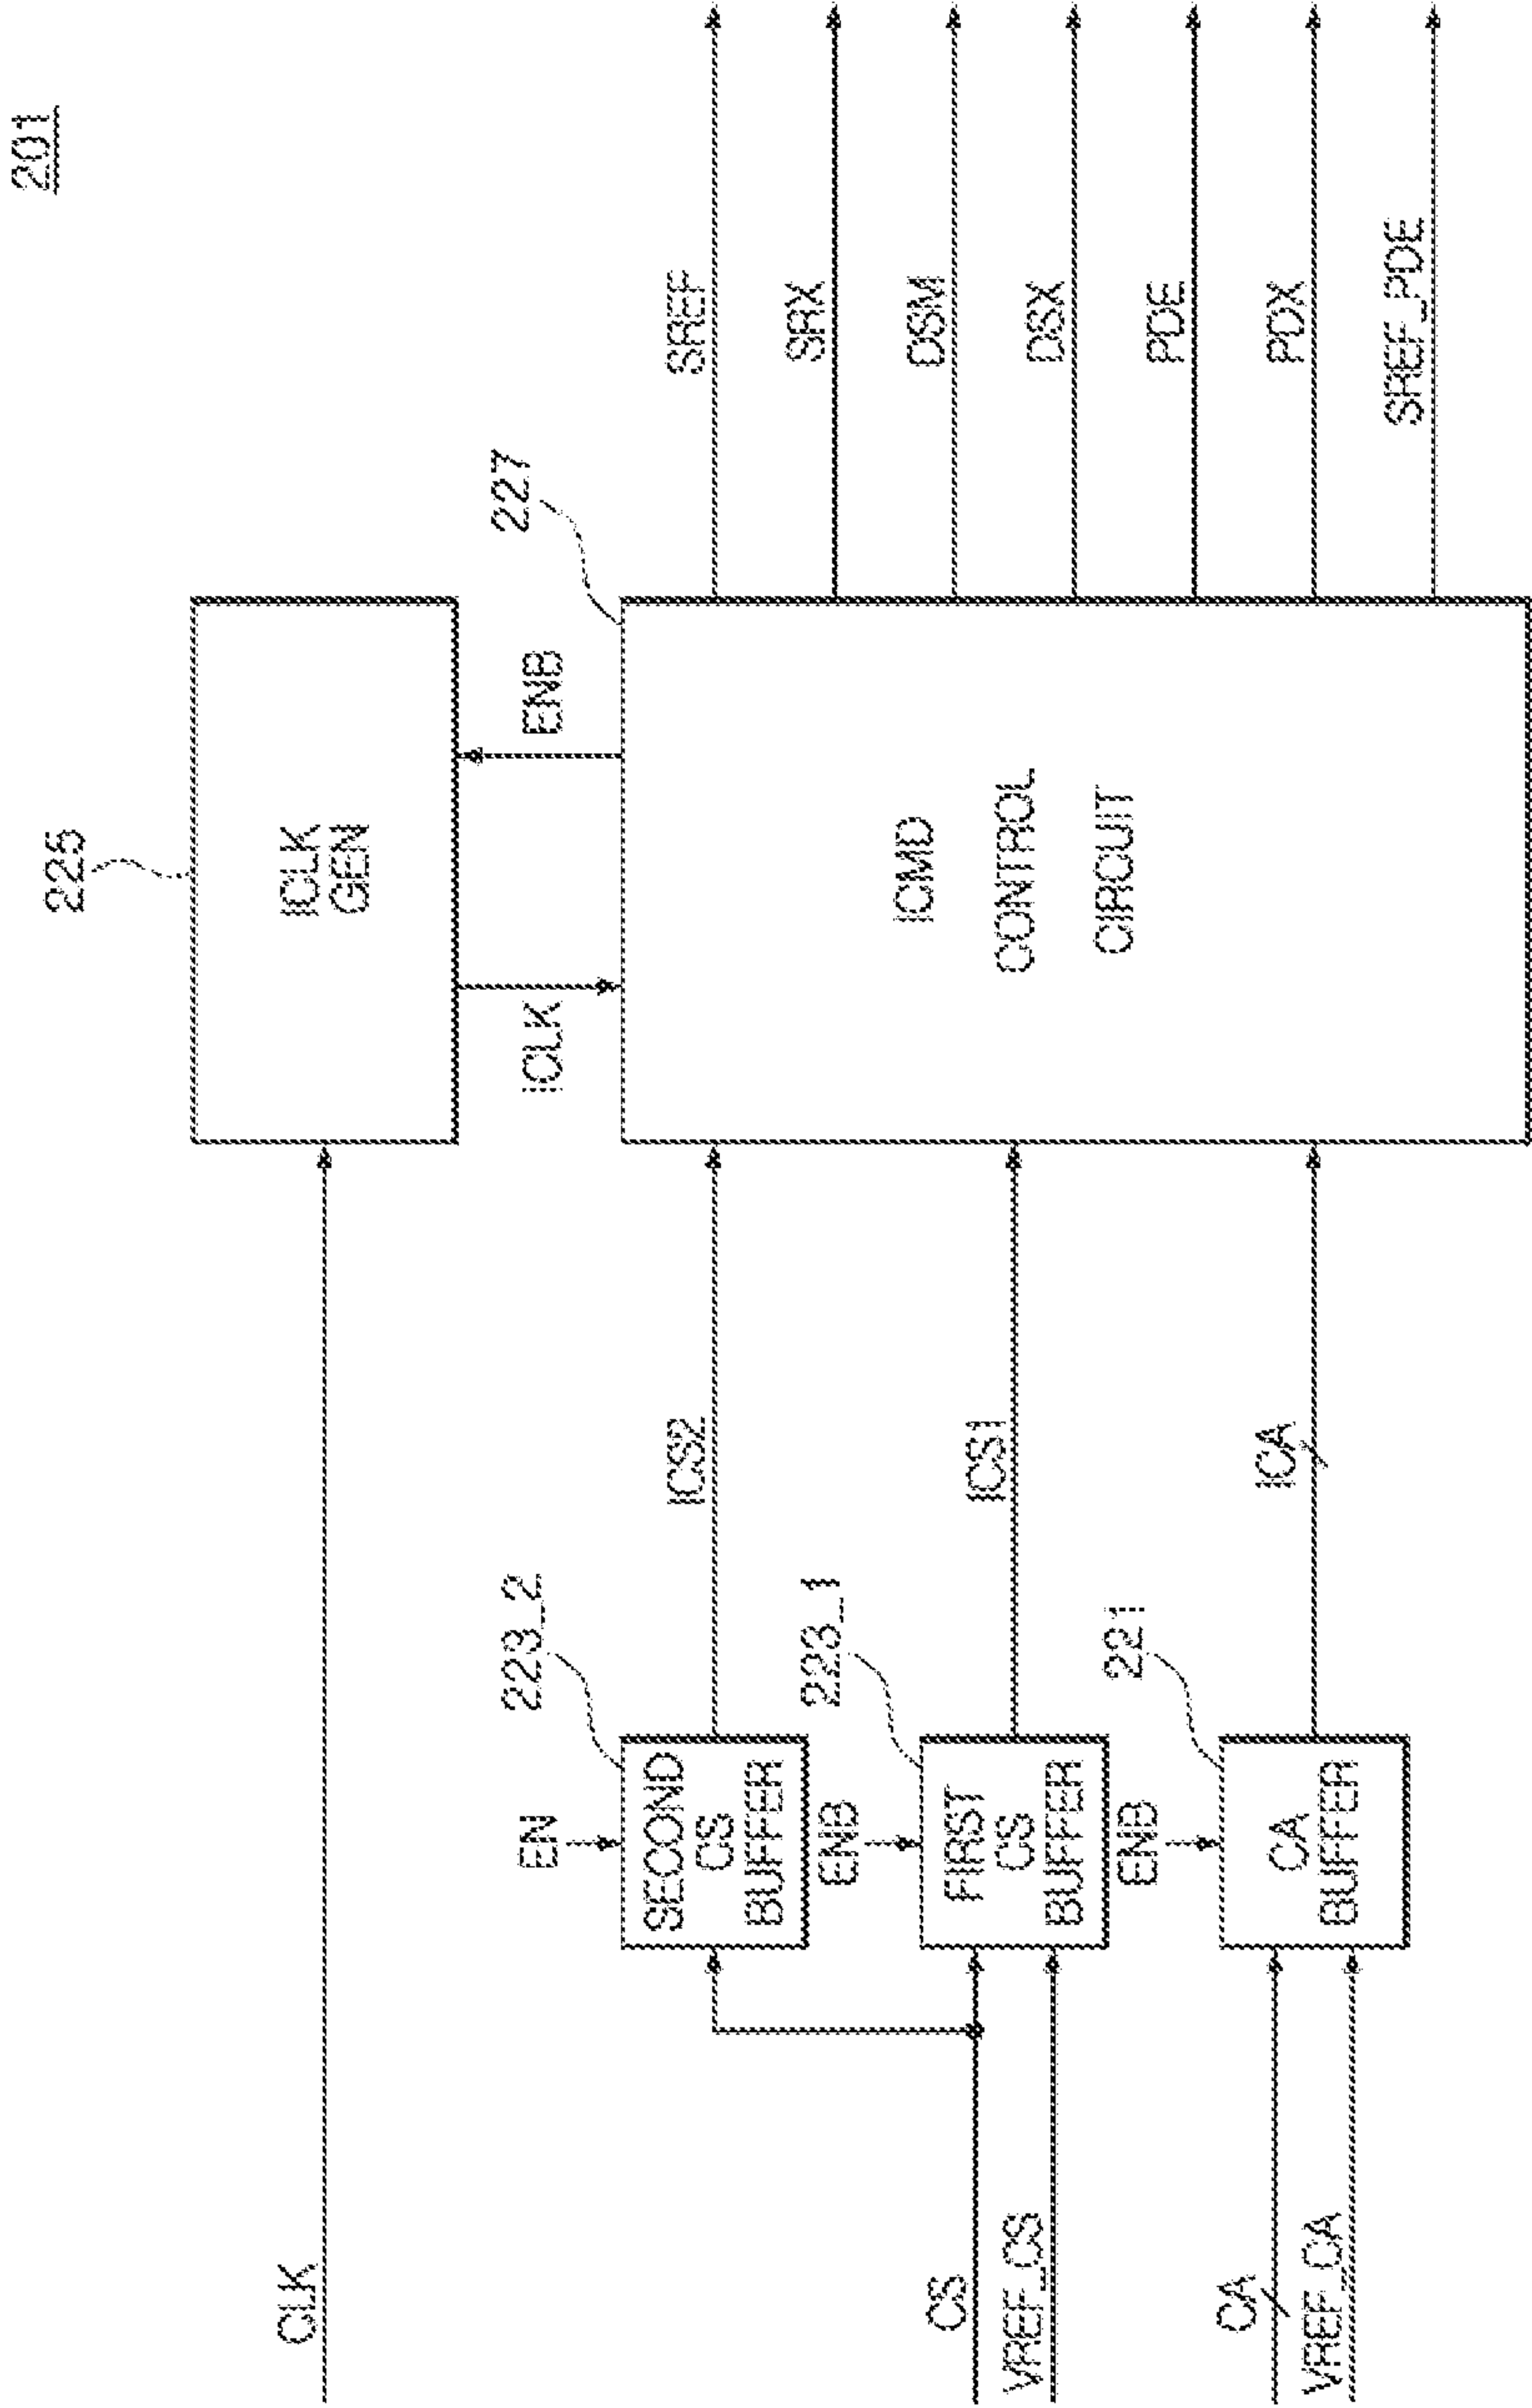 201
225
ICLK
GEN
CLK
ICLK
ENB
227
EN
223_2
SECOND
CS
BUFFER
ICS2
ICMD
CONTROL
CIRCUIT
SREF
SRX
DSM
DSX
PDE
PDX
SREF_PDE
ENB
223_1
CS
VREF_CS
FIRST
CS
BUFFER
ICS1
ENB
221
CA
VREF_CA
CA
BUFFER
ICA